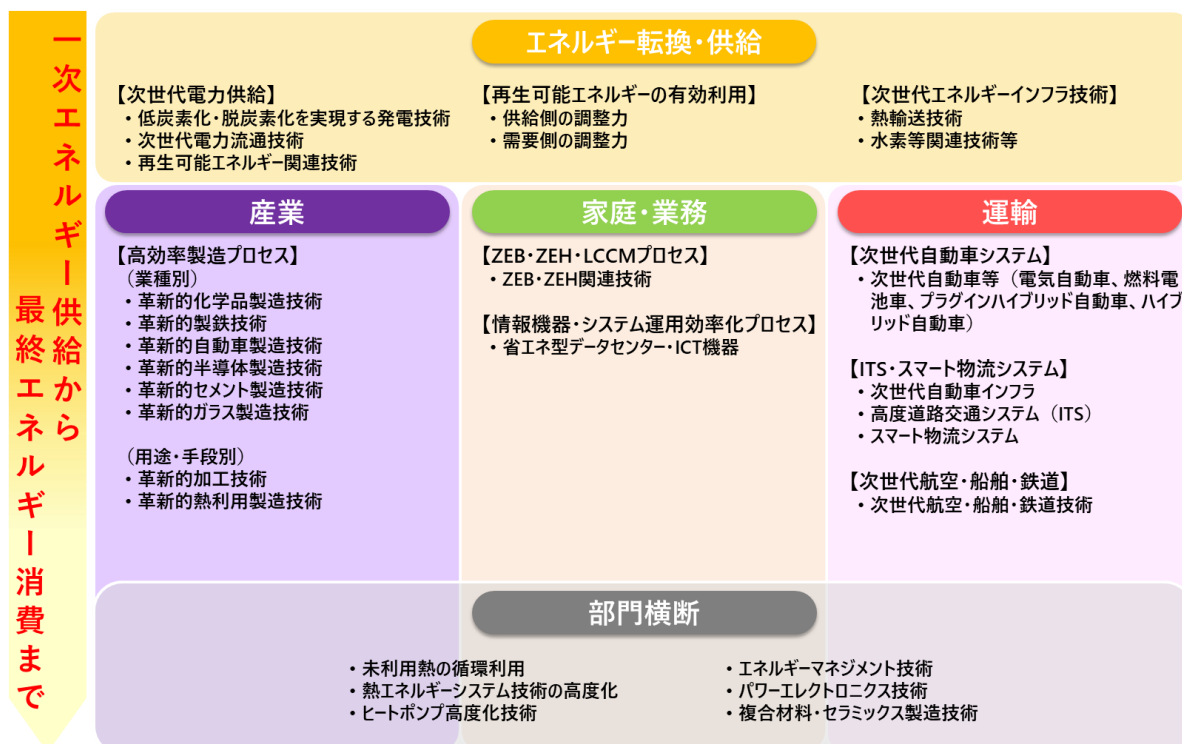 一次エネルギー供給から
最終エネルギー消費まで
エネルギー転換・供給
【次世代電力供給】
・低炭素化・脱炭素化を実現する発電技術
・次世代電力流通技術
・再生可能エネルギー関連技術
【再生可能エネルギーの有効利用】
・供給側の調整力
・需要側の調整力
【次世代エネルギーインフラ技術】
・熱輸送技術
・水素等関連技術等
産業
【高効率製造プロセス】
（業種別）
・革新的化学品製造技術
・革新的製鉄技術
・革新的自動車製造技術
・革新的半導体製造技術
・革新的セメント製造技術
・革新的ガラス製造技術
（用途・手段別）
・革新的加工技術
・革新的熱利用製造技術
家庭・業務
【ZEB・ZEH・LCCMプロセス】
・ZEB・ZEH関連技術
【情報機器・システム運用効率化プロセス】
・省エネ型データセンター・ICT機器
運輸
【次世代自動車システム】
・次世代自動車等（電気自動車、燃料電
池車、プラグインハイブリッド自動車、ハイブ
リッド自動車）
【ITS・スマート物流システム】
・次世代自動車インフラ
・高度道路交通システム（ITS）
・スマート物流システム
【次世代航空・船舶・鉄道】
・次世代航空・船舶・鉄道技術
部門横断
・未利用熱の循環利用
・熱エネルギーシステム技術の高度化
・ヒートポンプ高度化技術
・エネルギーマネジメント技術
・パワーエレクトロニクス技術
・複合材料・セラミックス製造技術